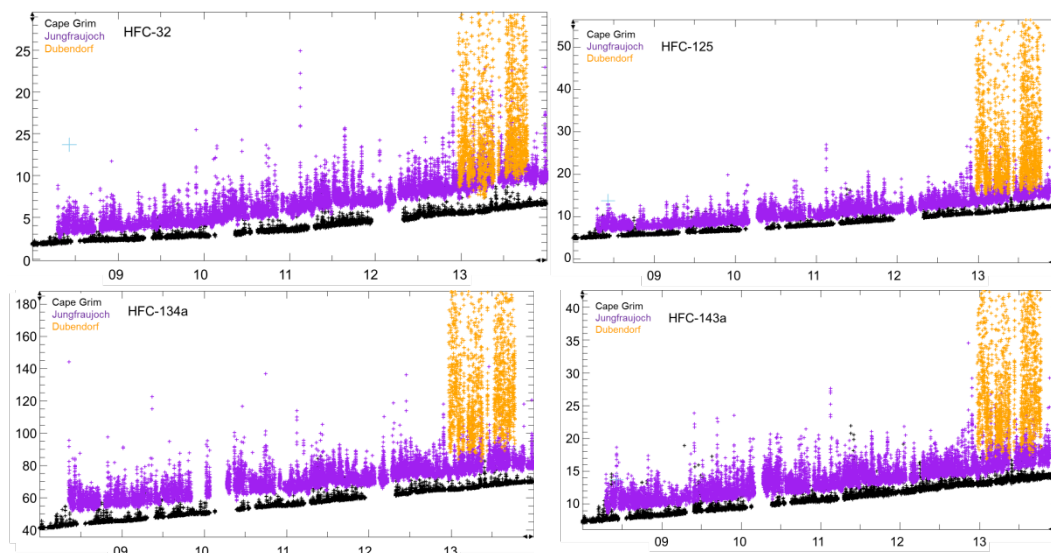 Cape Grim
Jungfraujoch
Dubendorf
HFC-32
25
20
25
10
5
0
09 10 11 12 13
Cape Grim
Jungfraujoch
Dubendorf
HFC-125
50
40
30
20
10
0
09 10 11 12 13
Cape Grim
Jungfraujoch
Dubendorf
HFC-134a
180
160
140
120
100
80
60
40
09 10 11 12 13
Cape Grim
Jungfraujoch
Dubendorf
HFC-143a
40
35
30
25
20
15
10
09 10 11 12 13